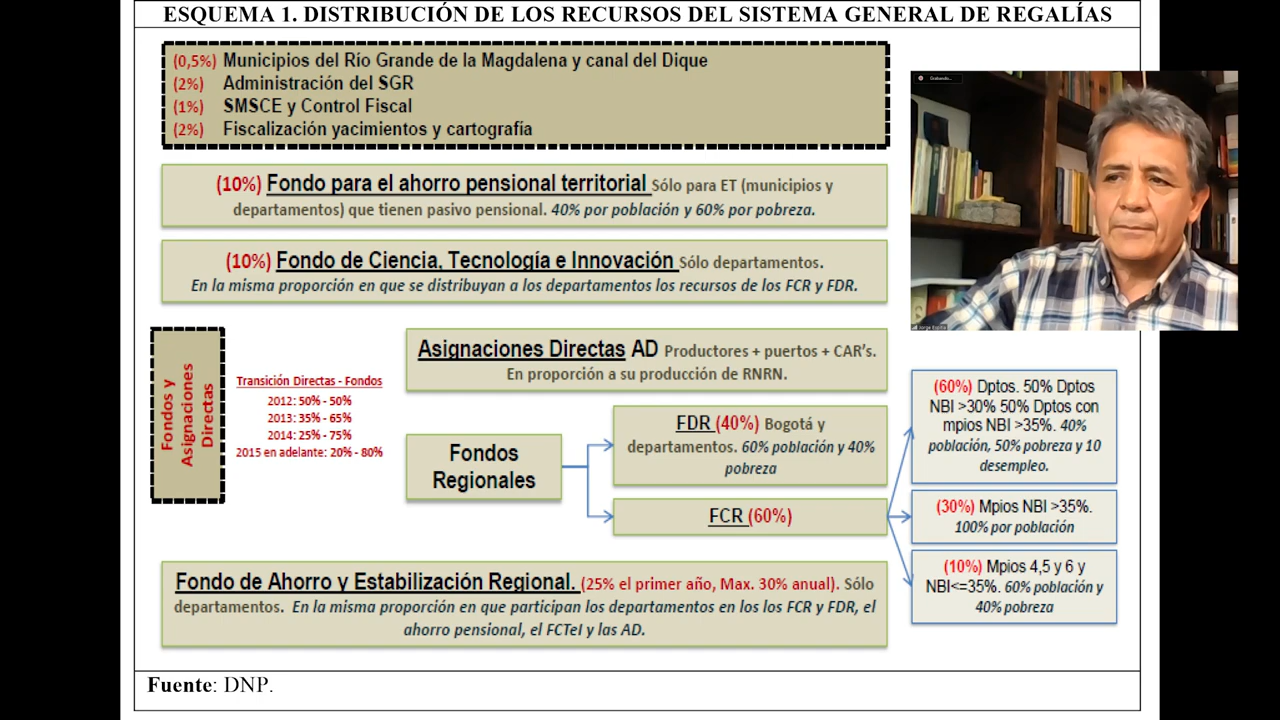 ESQUEMA 1. DISTRIBUCIÓN DE LOS RECURSOS DEL SISTEMA GENERAL DE REGALÍAS
(0,5%) Municipios del Río Grande de la Magdalena y canal del Dique
(2%) Administración del SGR
(1%) SMSCE y Control Fiscal
(2%) Fiscalización yacimientos y cartografía
(10%) Fondo para el ahorro pensional territorial Sólo para ET (municipios y
departamentos) que tienen pasivo pensional. 40% por población y 60% por pobreza.
(10%) Fondo de Ciencia, Tecnología e Innovación Sólo departamentos.
En la misma proporción en que se distribuyan a los departamentos los recursos de los FCR y FDR.
Fondos y
Asignaciones
Directas
Transición Directas - Fondos
2012: 50% - 50%
2013: 35% - 65%
2014: 25% - 75%
2015 en adelante: 20% - 80%
Asignaciones Directas AD Productores + puertos + CAR's.
En proporción a su producción de RNRN.
Fondos
Regionales
FDR (40%) Bogotá y
departamentos. 60% población y 40%
pobreza
FCR (60%)
(60%) Dptos. 50% Dptos
NBI >30% 50% Dptos con
mpios NBI >35%. 40%
población, 50% pobreza y 10
desempleo.
(30%) Mpios NBI >35%.
100% por población
(10%) Mpios 4,5 y 6 y
NBI<=35%. 60% población y
40% pobreza
Fondo de Ahorro y Estabilización Regional. (25% el primer año, Max. 30% anual). Sólo
departamentos. En la misma proporción en que participan los departamentos en los los FCR y FDR, el
ahorro pensional, el FCTeI y las AD.
Fuente: DNP.
Grabando...